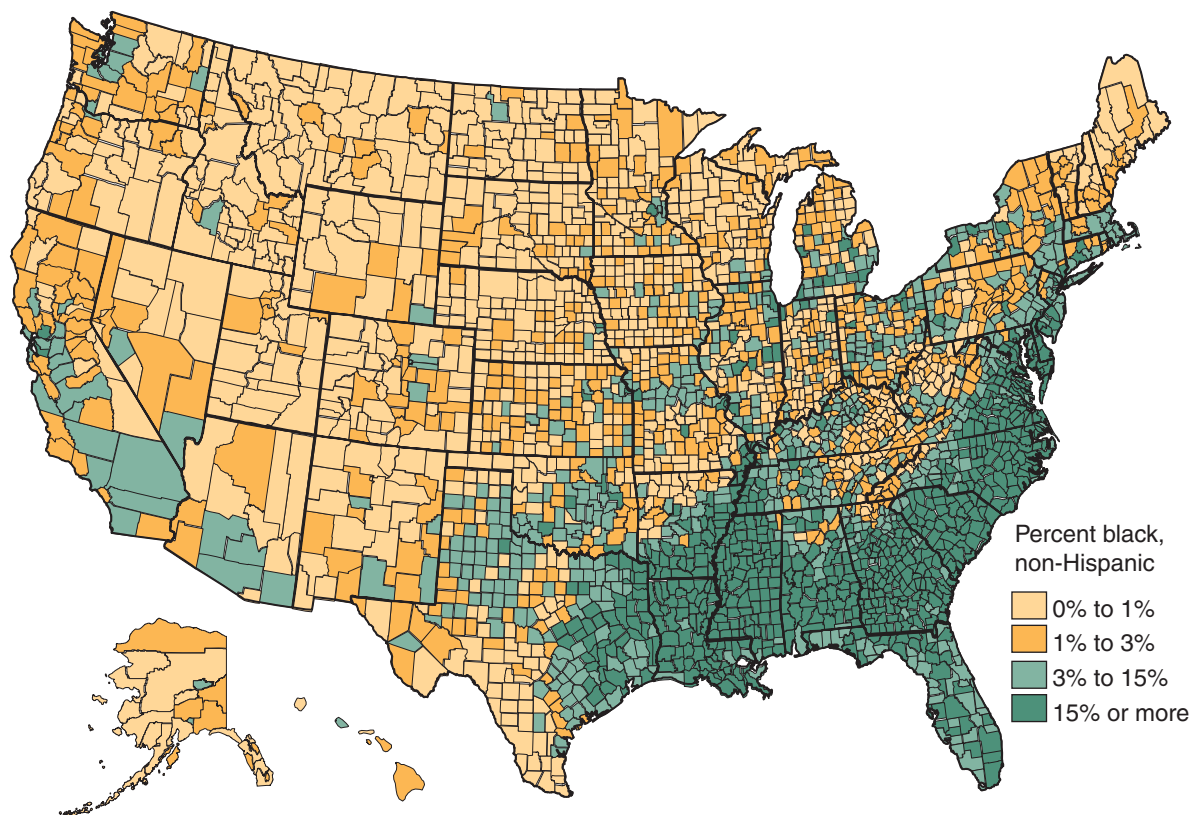 Percent black,
non-Hispanic
0% to 1%
1% to 3%
3% to 15%
15% or more